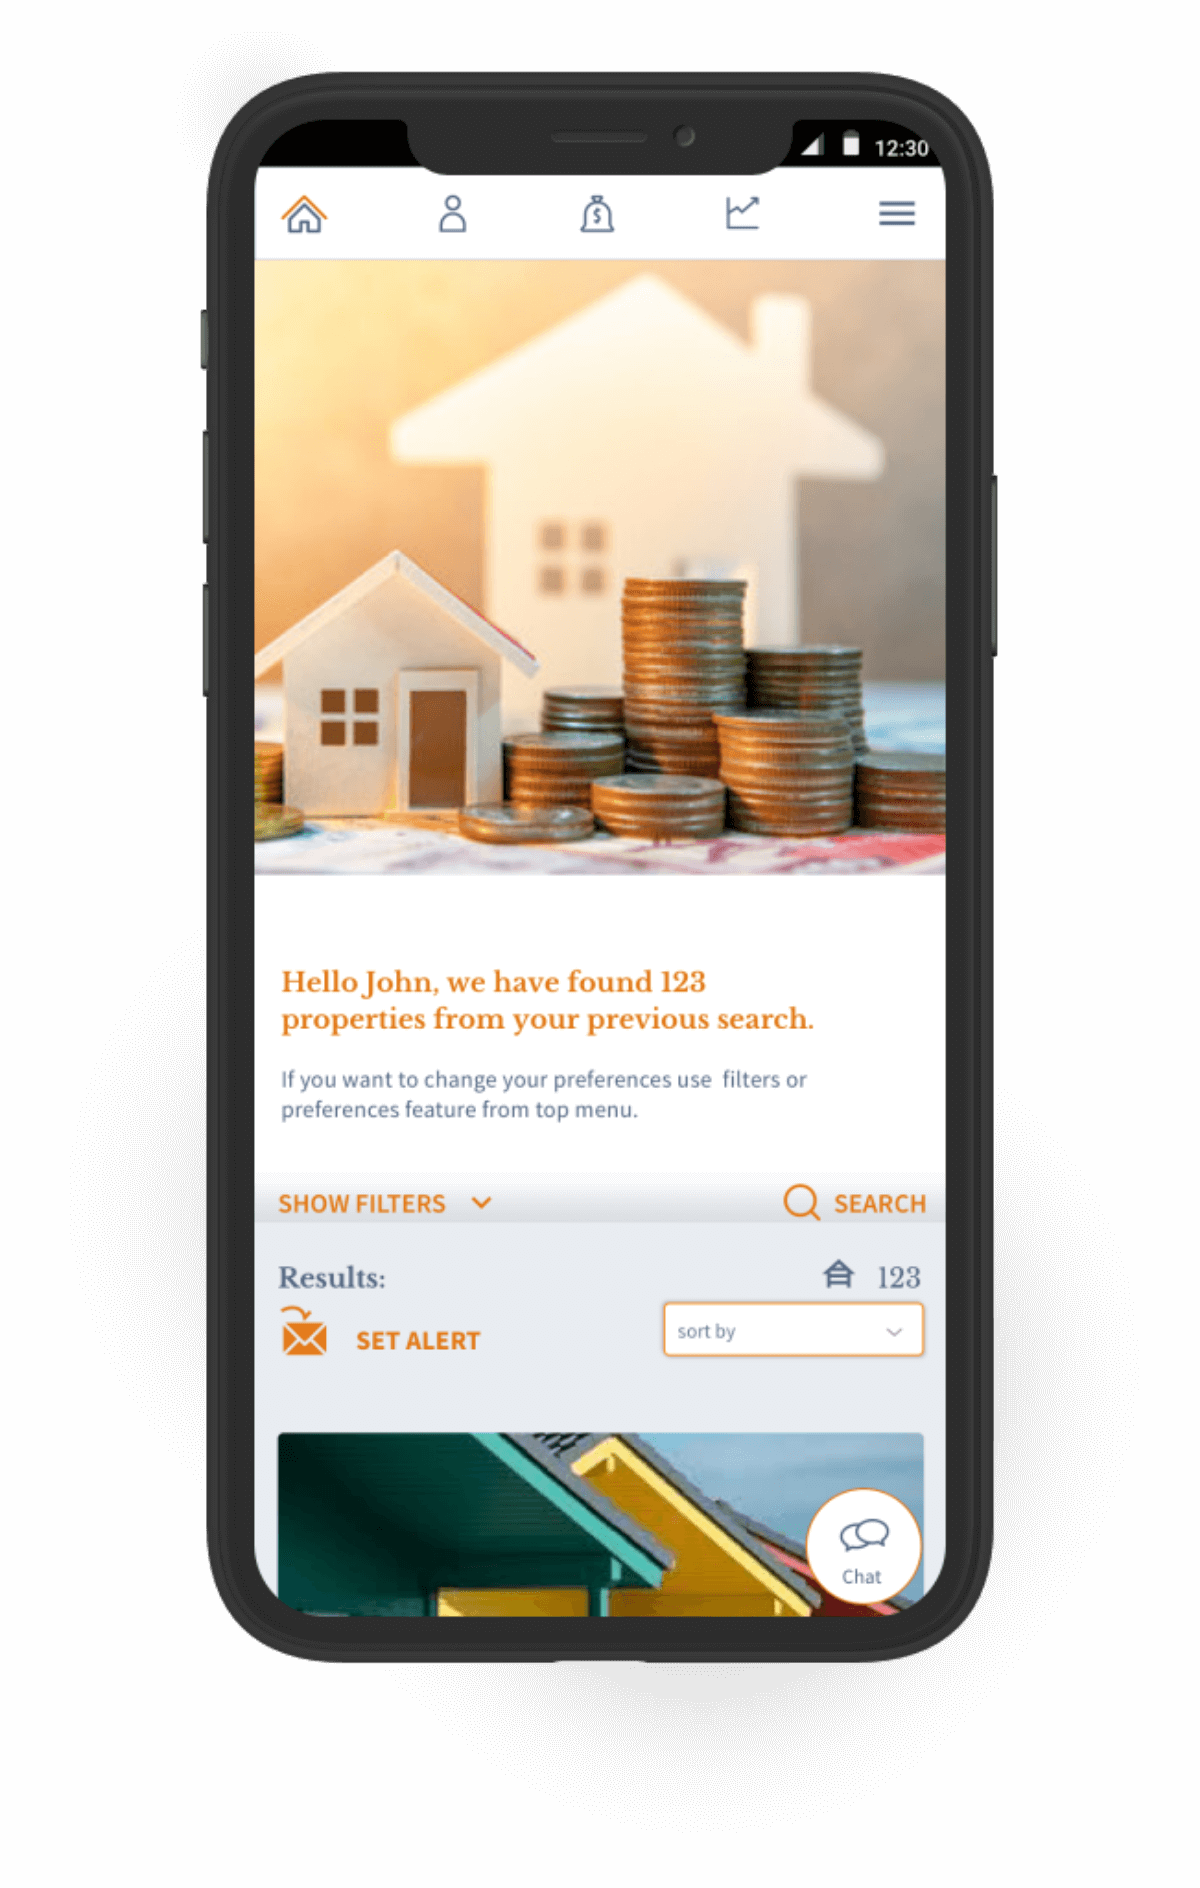 12:30
$
Hello John, we have found 123
properties from your previous search.
If you want to change your preferences use filters or
preferences feature from top menu.
SHOW FILTERS
SEARCH
Results:
123
SET ALERT
sort by
Chat